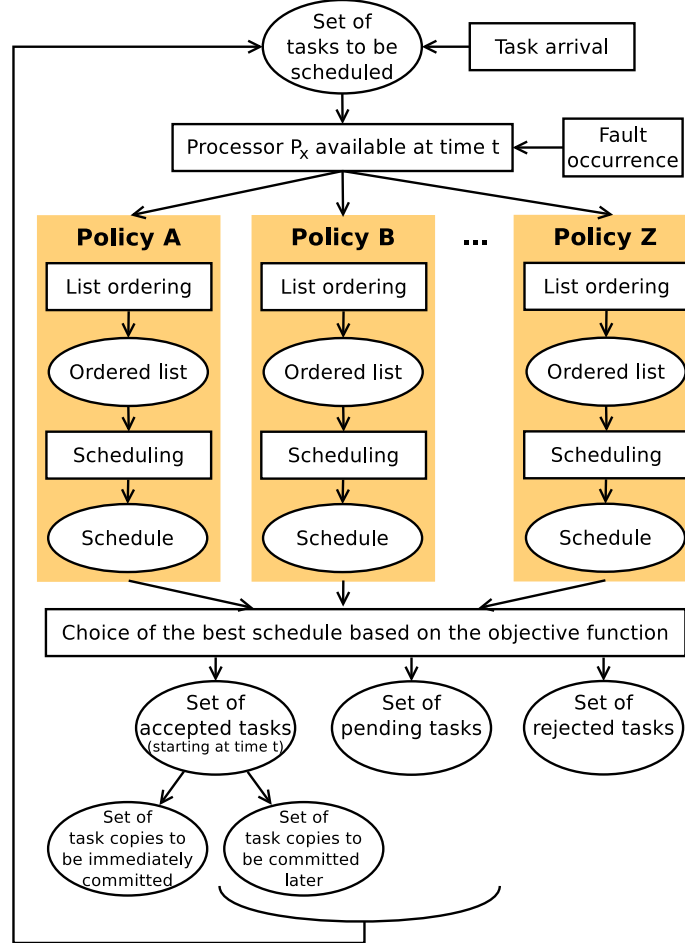 Set of
tasks to be
scheduled
Task arrival
Processor Px available at time t
Fault
occurrence
Policy A
List ordering
Ordered list
Scheduling
Schedule
Policy B
List ordering
Ordered list
Scheduling
Schedule
...
Policy Z
List ordering
Ordered list
Scheduling
Schedule
Choice of the best schedule based on the objective function
Set of
accepted tasks
(starting at time t)
Set of
pending tasks
Set of
rejected tasks
Set of
task copies to
be immediately
committed
Set of
task copies to
be committed
later